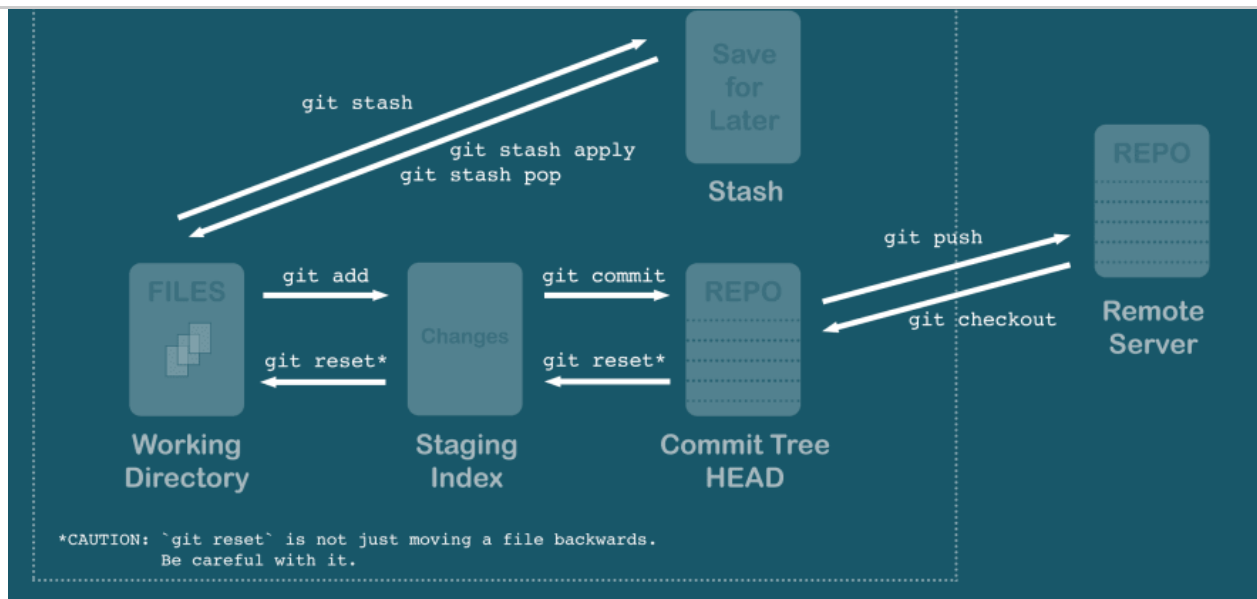 Save
for
Later
git stash
git stash apply
git stash pop
Stash
REPO
git push
git checkout
Remote
Server
FILES
git add
Changes
git commit
REPO
git reset*
git reset*
Working
Directory
Staging
Index
Commit Tree
HEAD
*CAUTION: `git reset` is not just moving a file backwards.
Be careful with it.